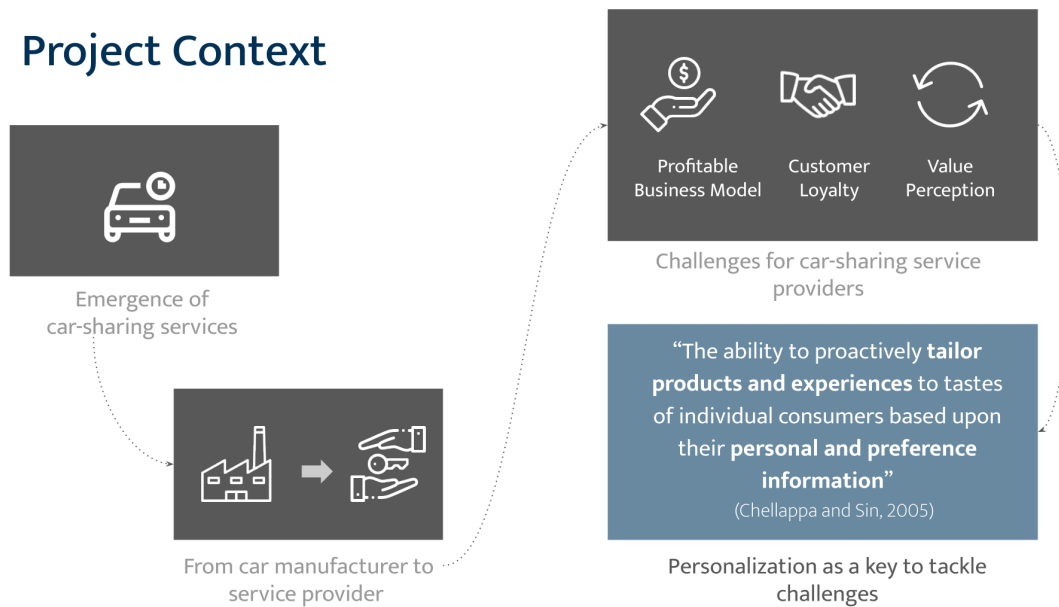 Project Context
Emergence of
car-sharing services
From car manufacturer to
service provider
$
Profitable
Business Model
Customer
Loyalty
Value
Perception
Challenges for car-sharing service
providers
“The ability to proactively tailor
products and experiences to tastes
of individual consumers based upon
their personal and preference
information”
(Chellappa and Sin, 2005)
Personalization as a key to tackle
challenges